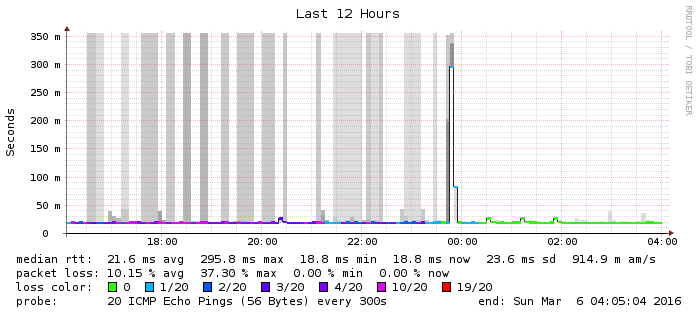 Last 12 Hours
RRDTOOL / TOBI OETIKER
Seconds
350 m
300 m
250 m
200 m
150 m
100 m
50 m
0
18:00 20:00 22:00 00:00 02:00 04:00
median rtt: 21.6 ms avg 295.8 ms max 18.8 ms min 18.8 ms now 23.6 ms sd 914.9 m am/s
packet loss: 10.15 % avg 37.30 % max 0.00 % min 0.00 % now
loss color: 0 1/20 2/20 3/20 4/20 10/20 19/20
probe: 20 ICMP Echo Pings (56 Bytes) every 300s end: Sun Mar 6 04:05:04 2016